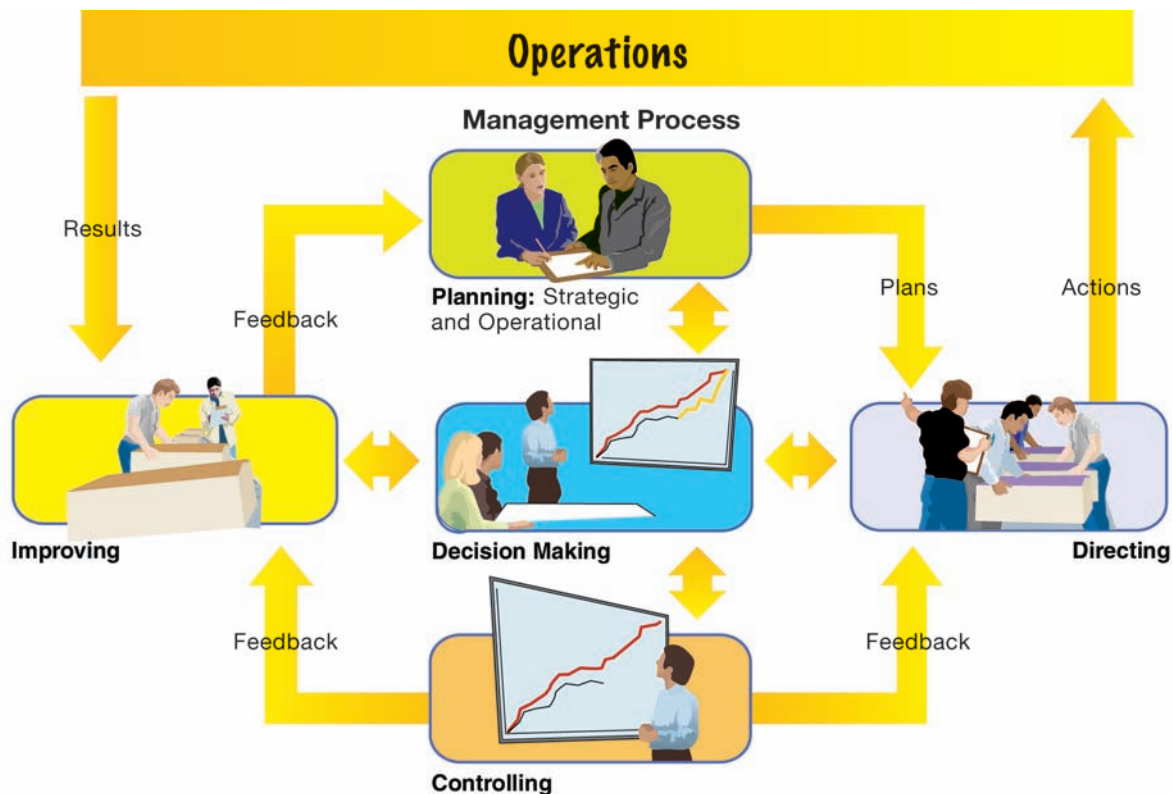 Operations
Management Process
Results
Planning: Strategic
and Operational
Plans
Actions
Feedback
Improving
Decision Making
Directing
Feedback
Feedback
Controlling